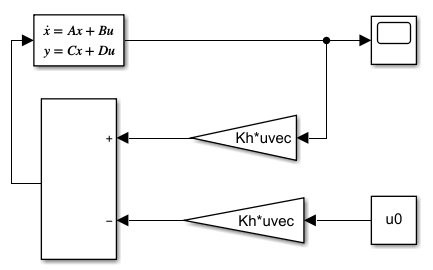 ẋ = Ax + Bu
y = Cx + Du
+
Kh*uvec
−
Kh*uvec
u0